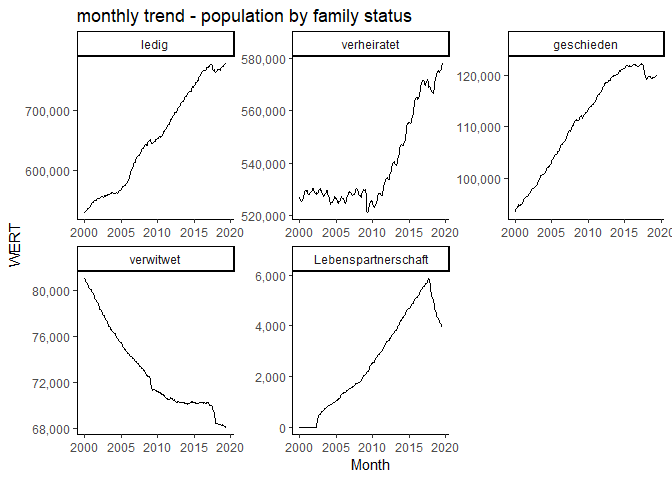 monthly trend - population by family status
ledig
verheiratet
geschieden
700,000
600,000
2000 2005 2010 2015 2020
580,000
560,000
540,000
520,000
2000 2005 2010 2015 2020
120,000
110,000
100,000
2000 2005 2010 2015 2020
WERT
verwitwet
Lebenspartnerschaft
80,000
76,000
72,000
68,000
2000 2005 2010 2015 2020
6,000
4,000
2,000
0
2000 2005 2010 2015 2020
Month